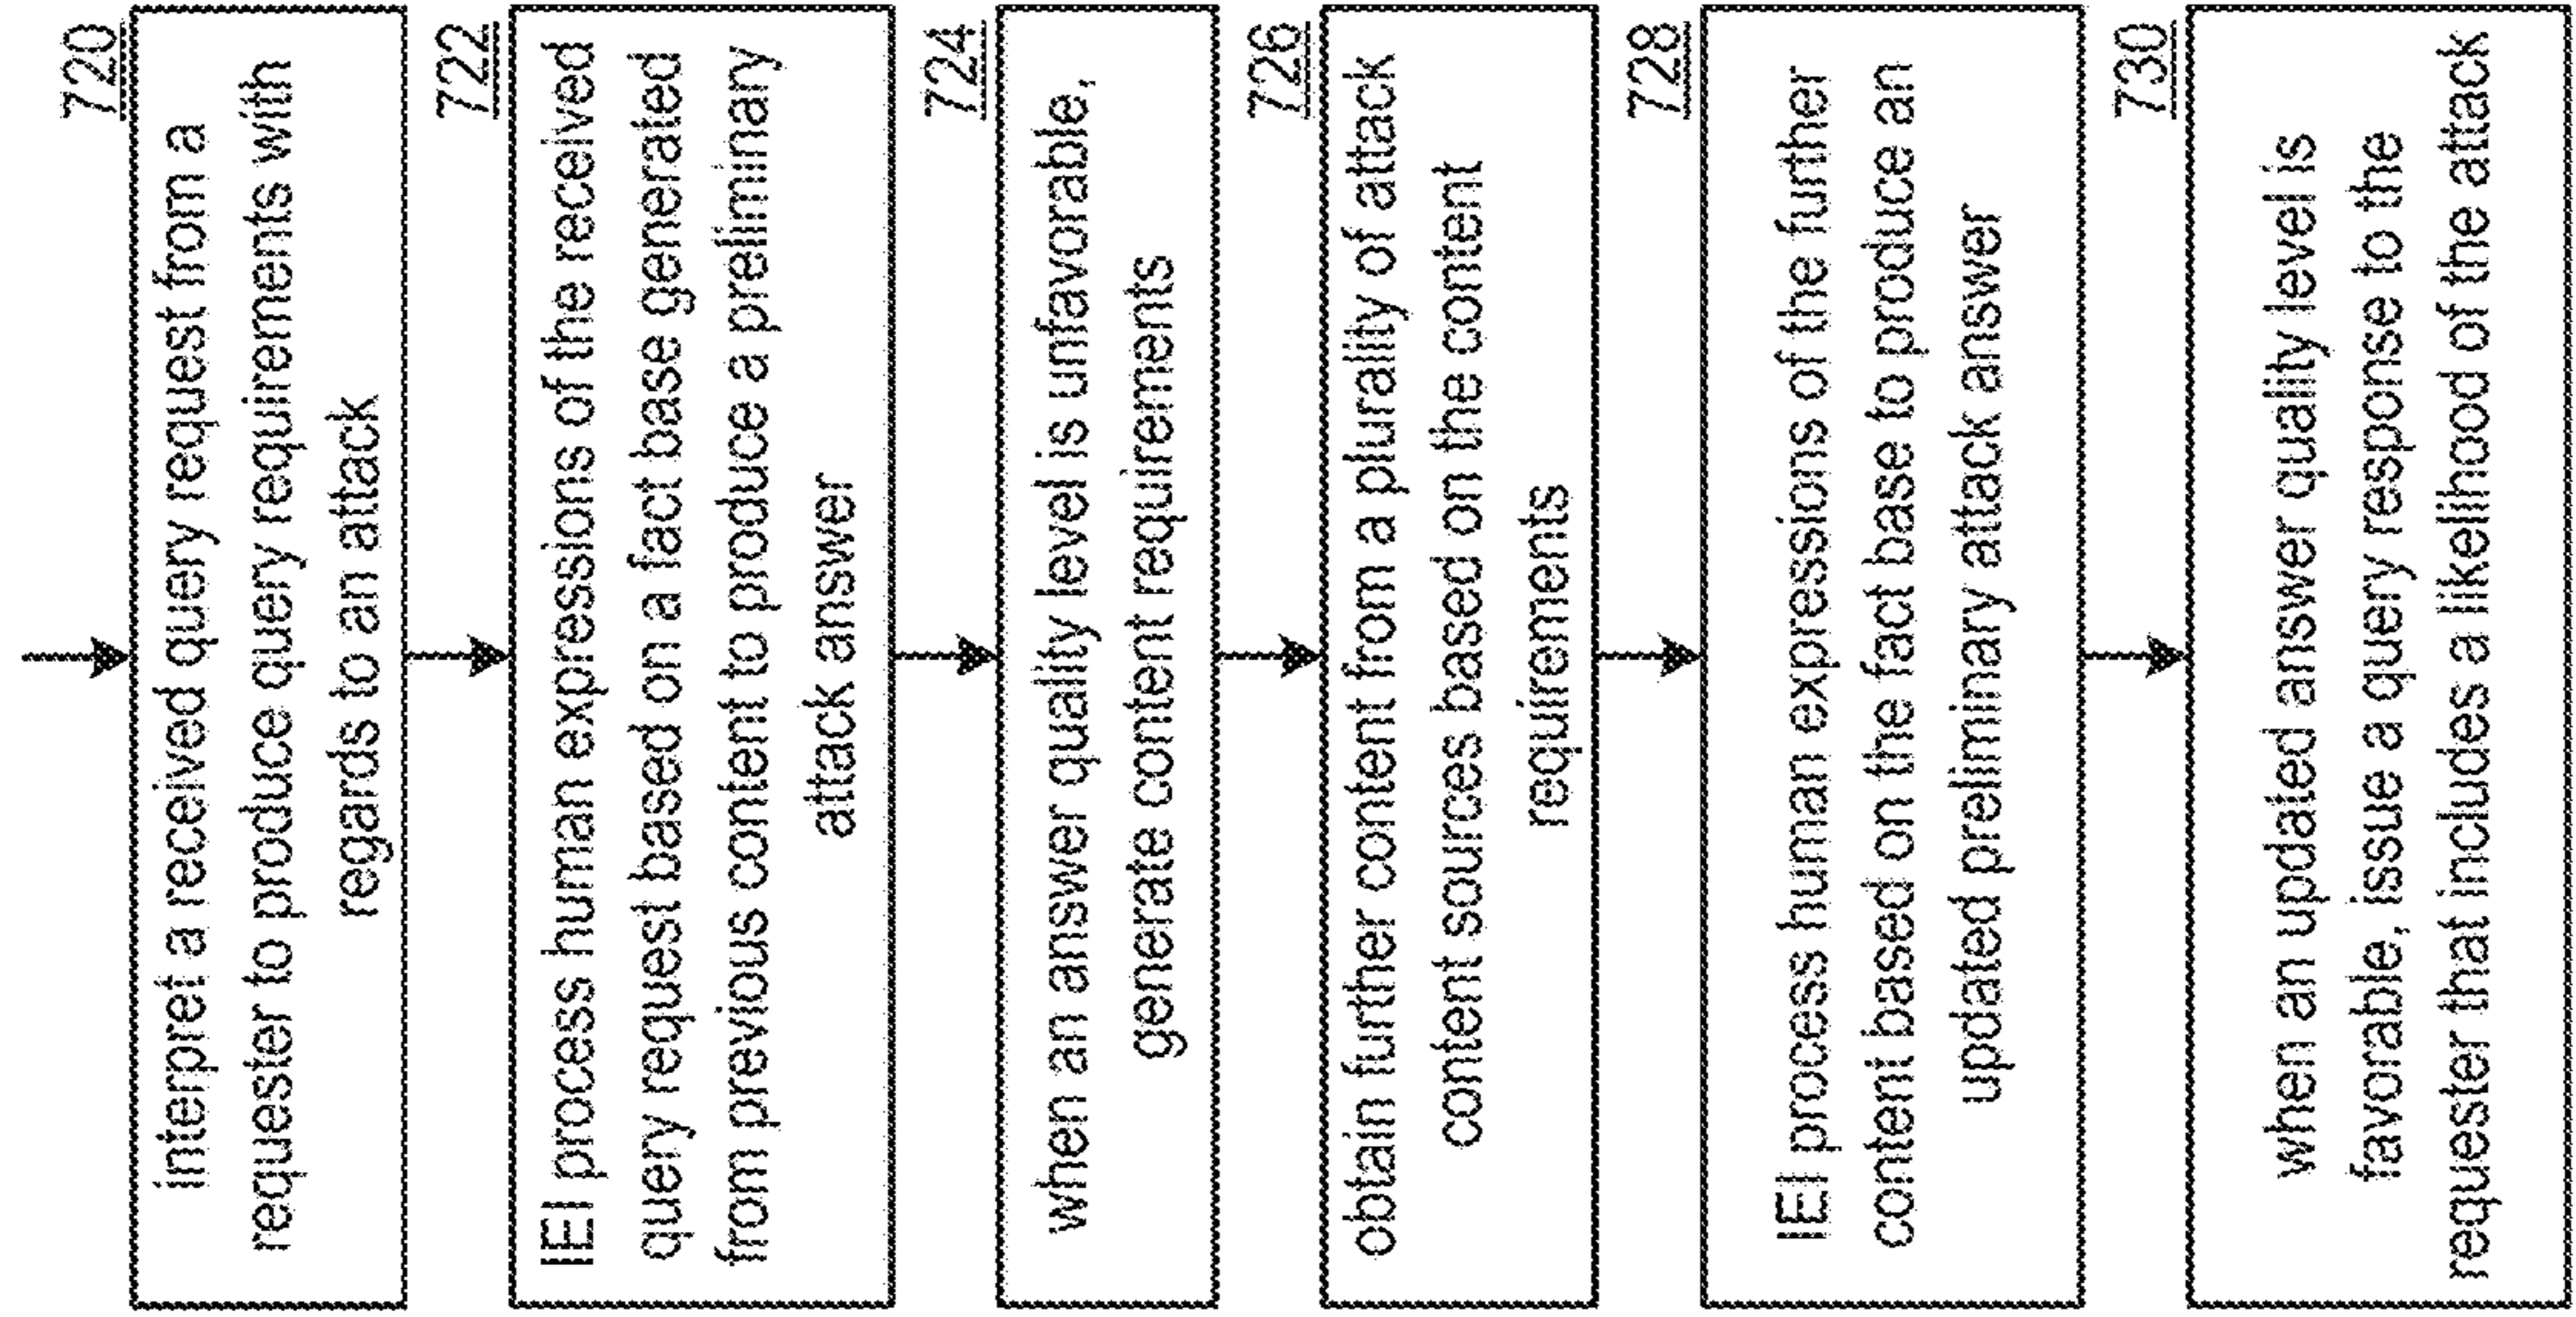 720
interpret a received query request from a
requester to produce query requirements with
regards to an attack
722
IEI process human expressions of the received
query request based on a fact base generated
from previous content to produce a preliminary
attack answer
724
when an answer quality level is unfavorable,
generate content requirements
726
obtain further content from a plurality of attack
content sources based on the content
requirements
728
IEI process human expressions of the further
content based on the fact base to produce an
updated preliminary attack answer
730
when an updated answer quality level is
favorable, issue a query response to the
requester that includes a likelihood of the attack